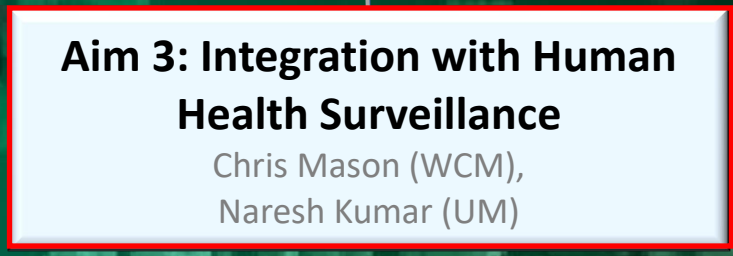 Aim 3: Integration with Human
Health Surveillance
Chris Mason (WCM),
Naresh Kumar (UM)